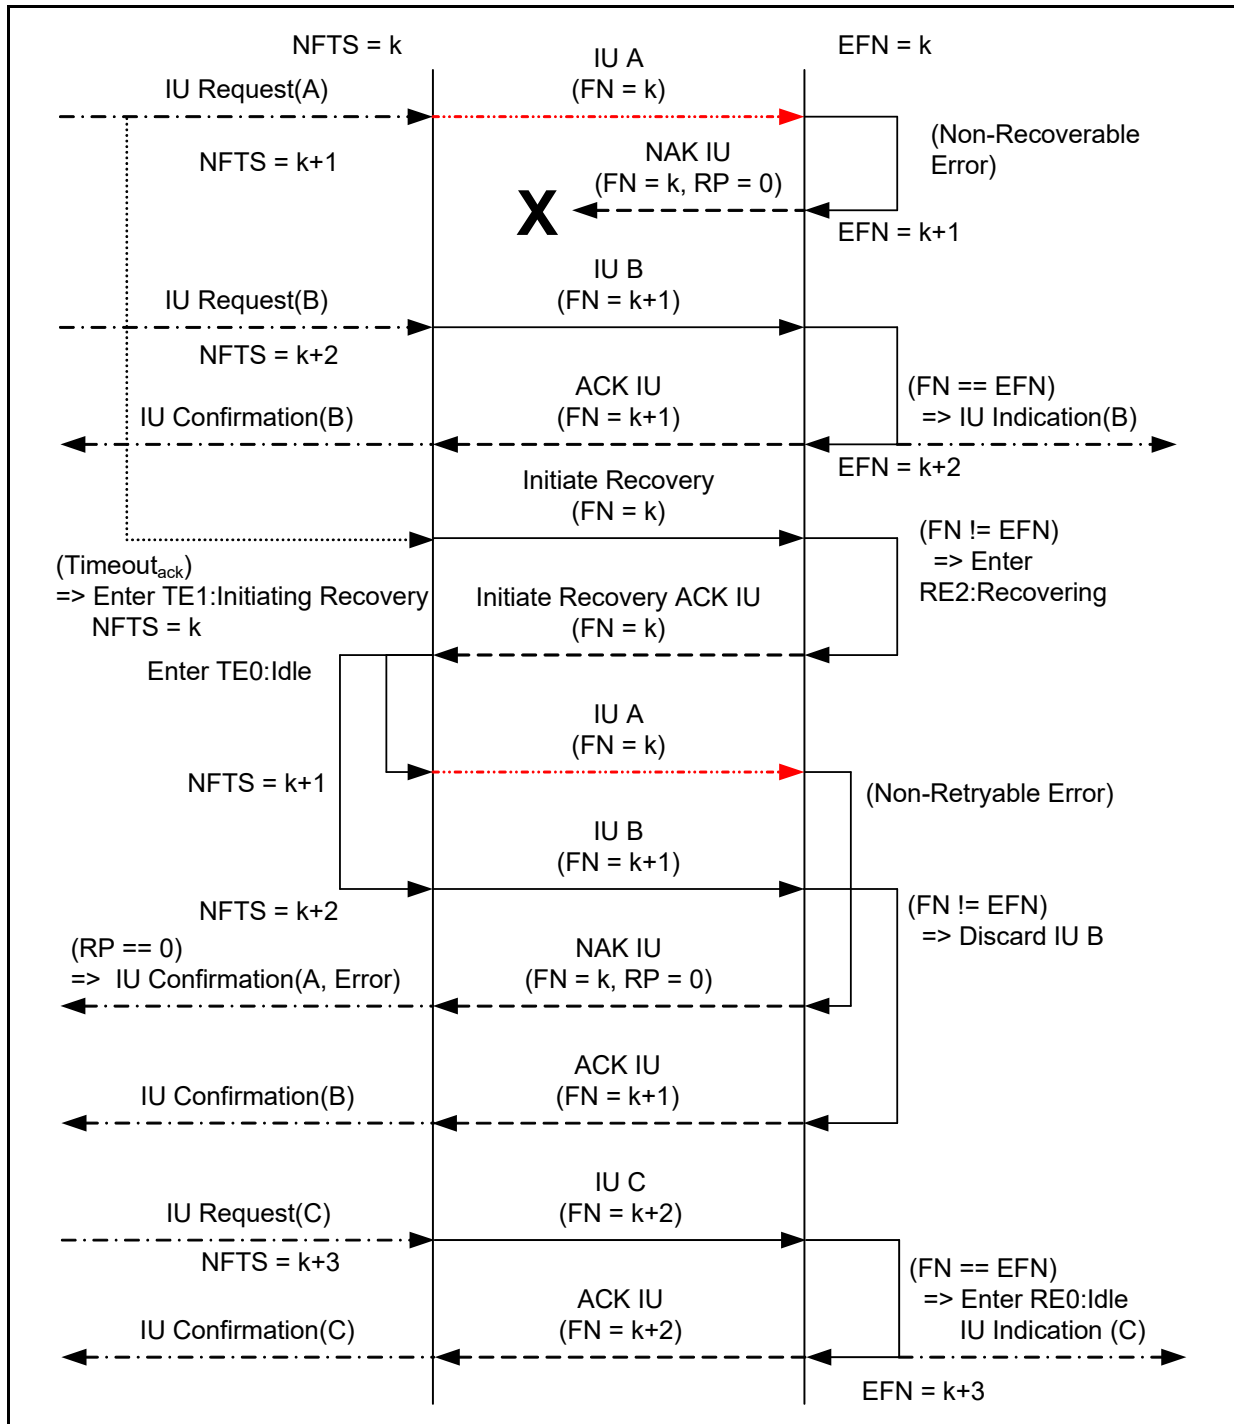 NFTS = k
EFN = k
IU A
(FN = k)
IU Request(A)
NFTS = k+1
(Non-Recoverable
Error)
NAK IU
(FN = k, RP = 0)
X
EFN = k+1
IU B
(FN = k+1)
IU Request(B)
NFTS = k+2
ACK IU
(FN = k+1)
IU Confirmation(B)
(FN == EFN)
=> IU Indication(B)
EFN = k+2
Initiate Recovery
(FN = k)
(FN != EFN)
=> Enter
RE2:Recovering
(Timeoutack)
=> Enter TE1:Initiating Recovery
NFTS = k
Initiate Recovery ACK IU
(FN = k)
Enter TE0:Idle
IU A
(FN = k)
NFTS = k+1
(Non-Retryable Error)
IU B
(FN = k+1)
NFTS = k+2
(FN != EFN)
=> Discard IU B
(RP == 0)
=> IU Confirmation(A, Error)
NAK IU
(FN = k, RP = 0)
ACK IU
(FN = k+1)
IU Confirmation(B)
IU C
(FN = k+2)
IU Request(C)
NFTS = k+3
(FN == EFN)
=> Enter RE0:Idle
IU Indication (C)
ACK IU
(FN = k+2)
IU Confirmation(C)
EFN = k+3